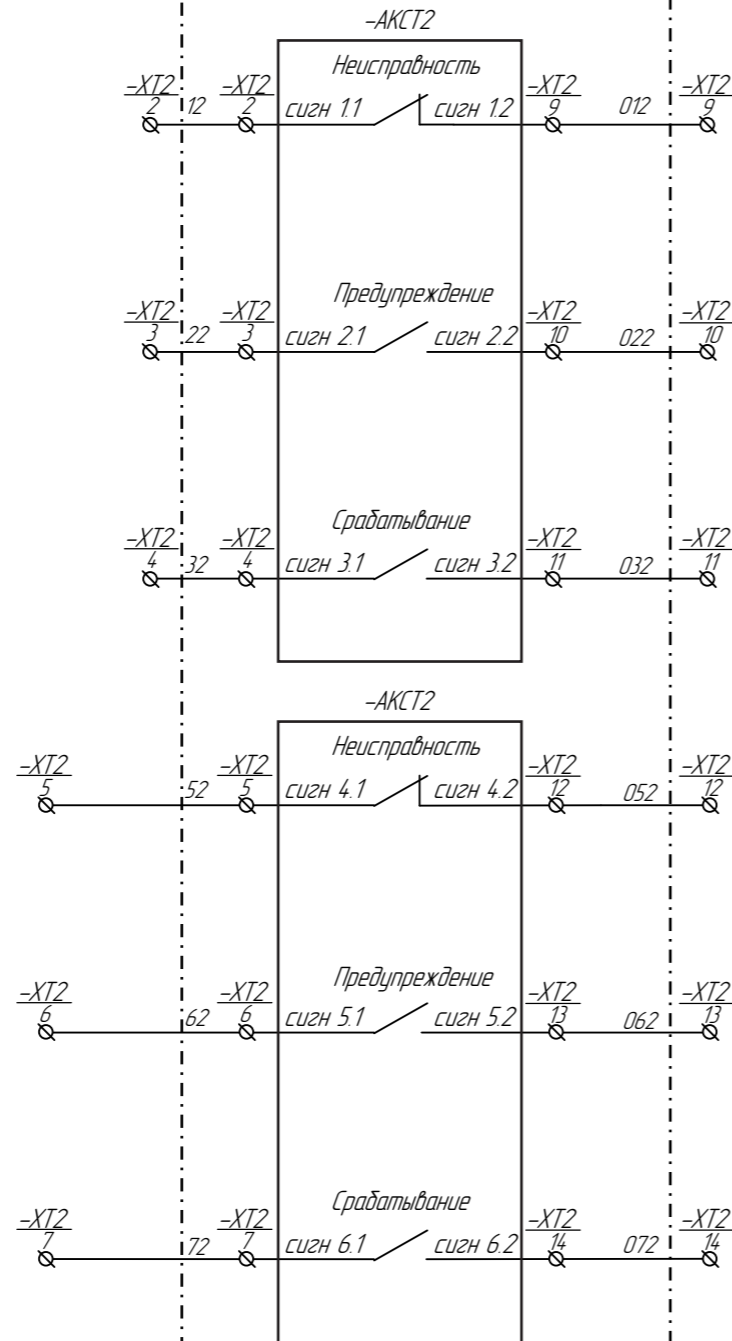 -АКСТ2
Неисправность
-XT2 -XT2 -XT2 -XT2
2 12 2 сигн 1.1 сигн 1.2 9 012 9
Предупреждение
-XT2 -XT2 -XT2 -XT2
3 22 3 сигн 2.1 сигн 2.2 10 022 10
Срабатывание
-XT2 -XT2 -XT2 -XT2
4 32 4 сигн 3.1 сигн 3.2 11 032 11
-АКСТ2
Неисправность
-XT2 -XT2 -XT2 -XT2
5 52 5 сигн 4.1 сигн 4.2 12 052 12
Предупреждение
-XT2 -XT2 -XT2 -XT2
6 62 6 сигн 5.1 сигн 5.2 13 062 13
Срабатывание
-XT2 -XT2 -XT2 -XT2
7 72 7 сигн 6.1 сигн 6.2 14 072 14